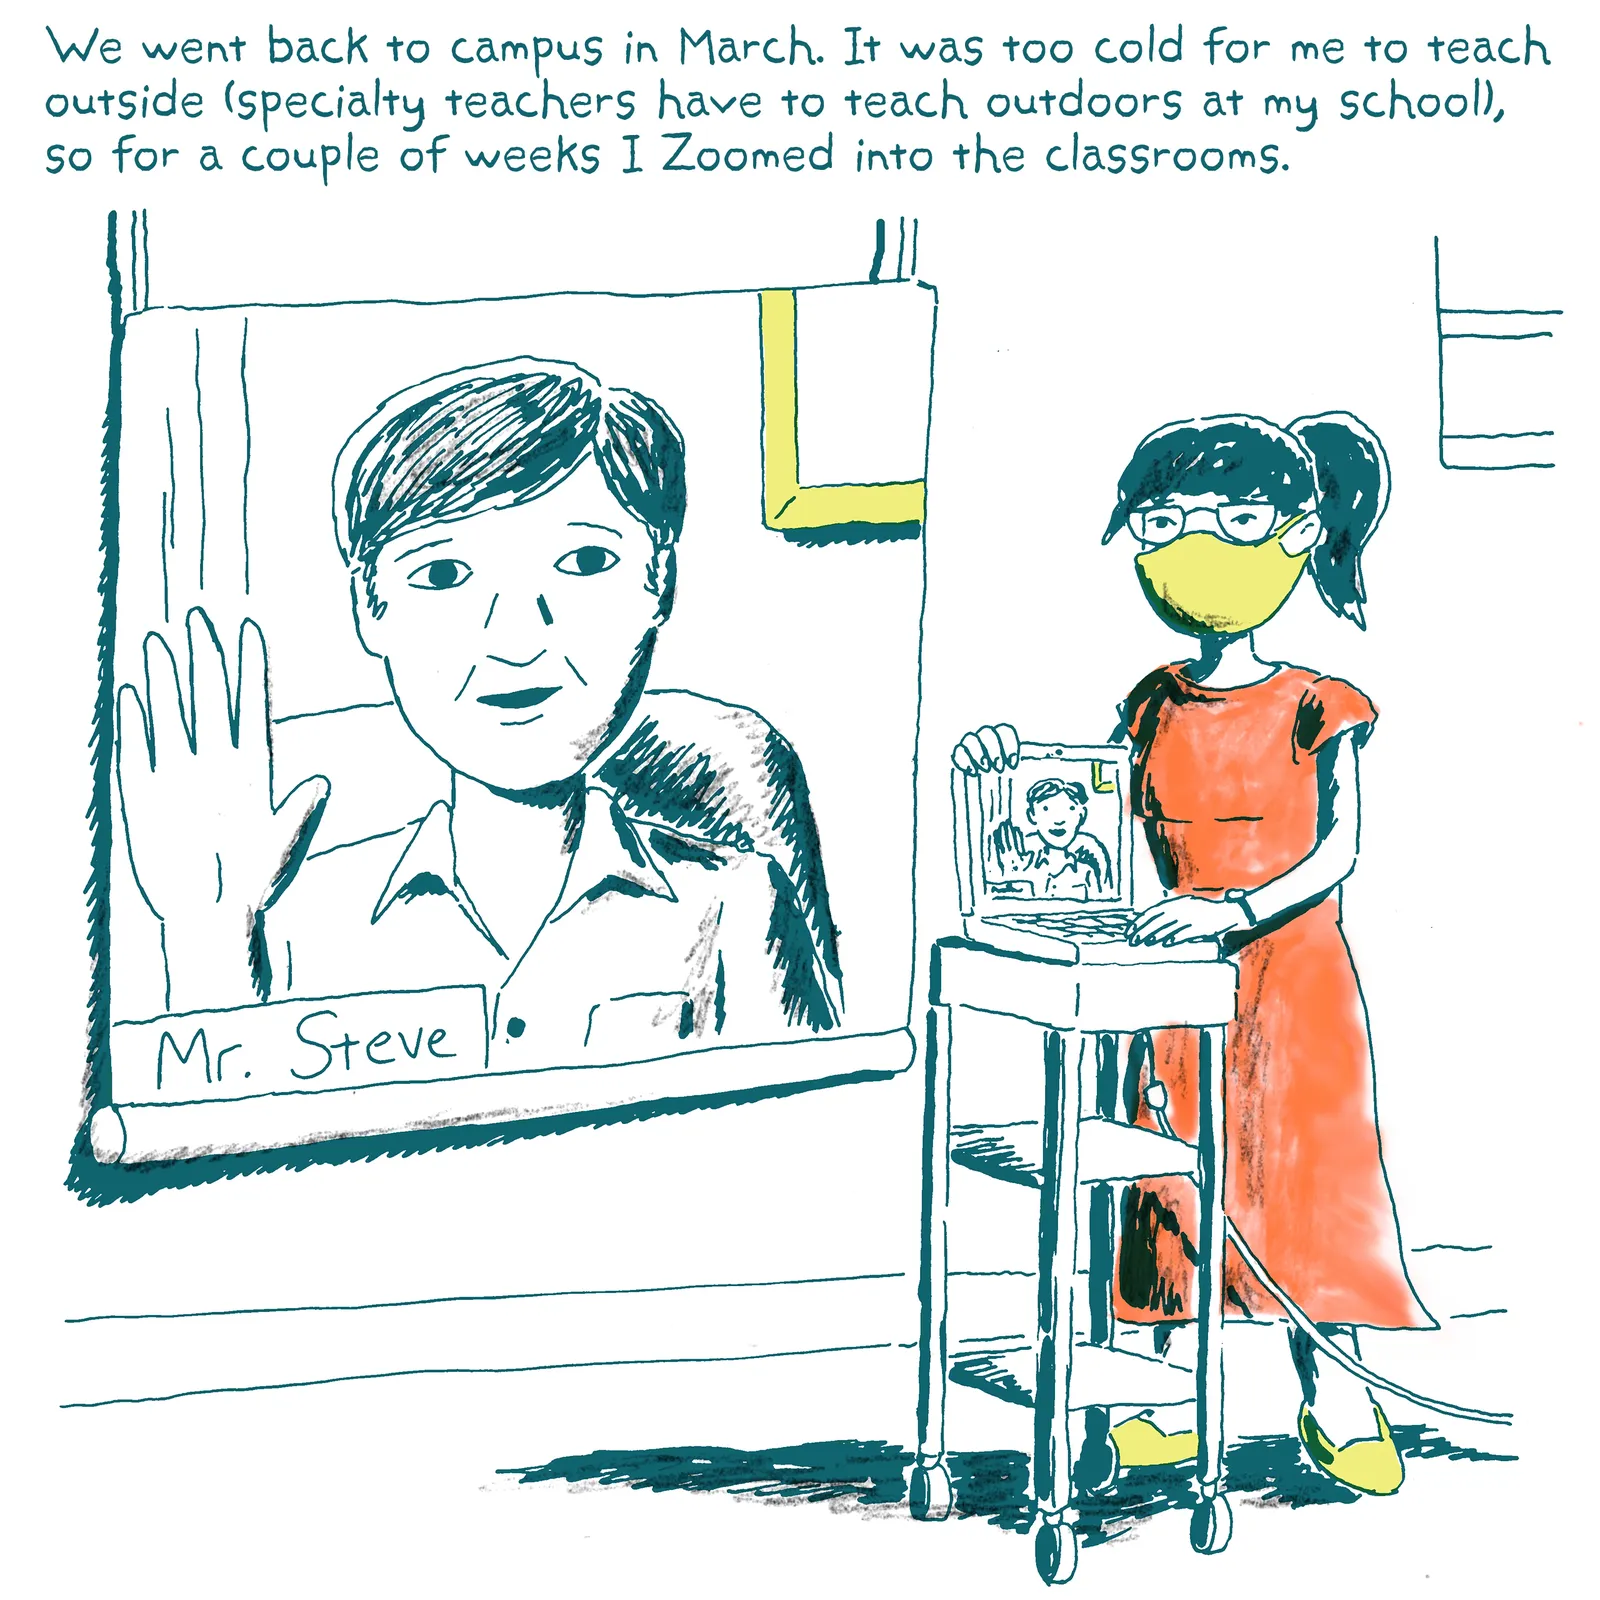 We went back to campus in March. It was too cold for me to teach
outside (specialty teachers have to teach outdoors at my school),
so for a couple of weeks I Zoomed into the classrooms.
Mr. Steve